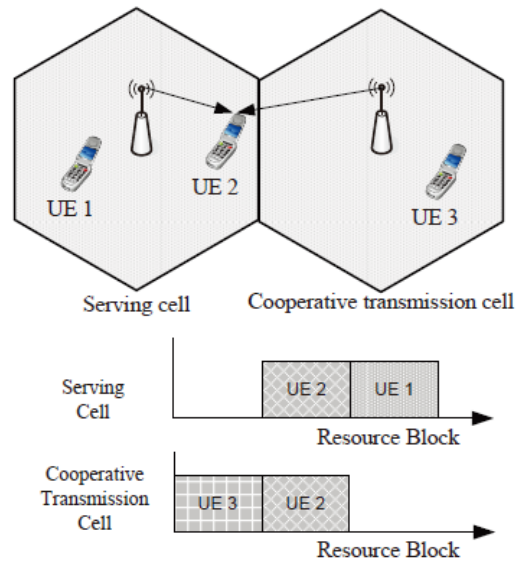 UE 1
UE 2
UE 3
Serving cell
Cooperative transmission cell
Serving
Cell
UE 2
UE 1
Resource Block
Cooperative
Transmission
Cell
UE 3
UE 2
Resource Block